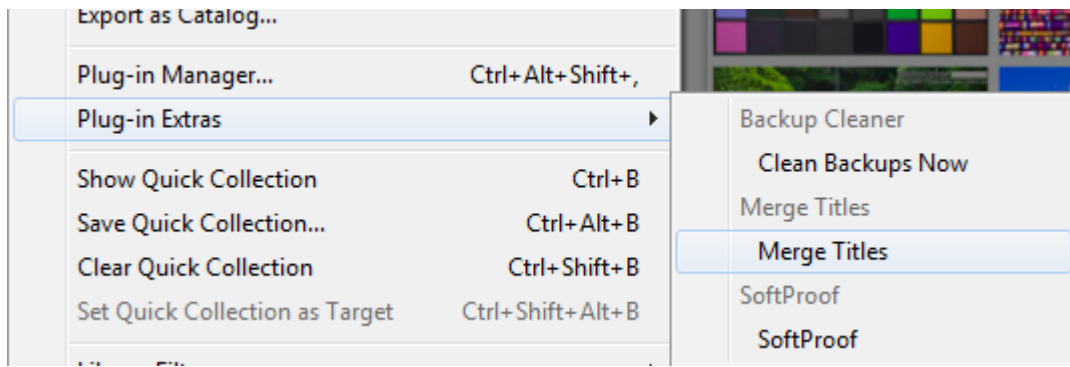 Export as Catalog...
Plug-in Manager... Ctrl+Alt+Shift+,
Plug-in Extras
Show Quick Collection Ctrl+B
Save Quick Collection... Ctrl+Alt+B
Clear Quick Collection Ctrl+Shift+B
Set Quick Collection as Target Ctrl+Shift+Alt+B
Backup Cleaner
Clean Backups Now
Merge Titles
Merge Titles
SoftProof
SoftProof